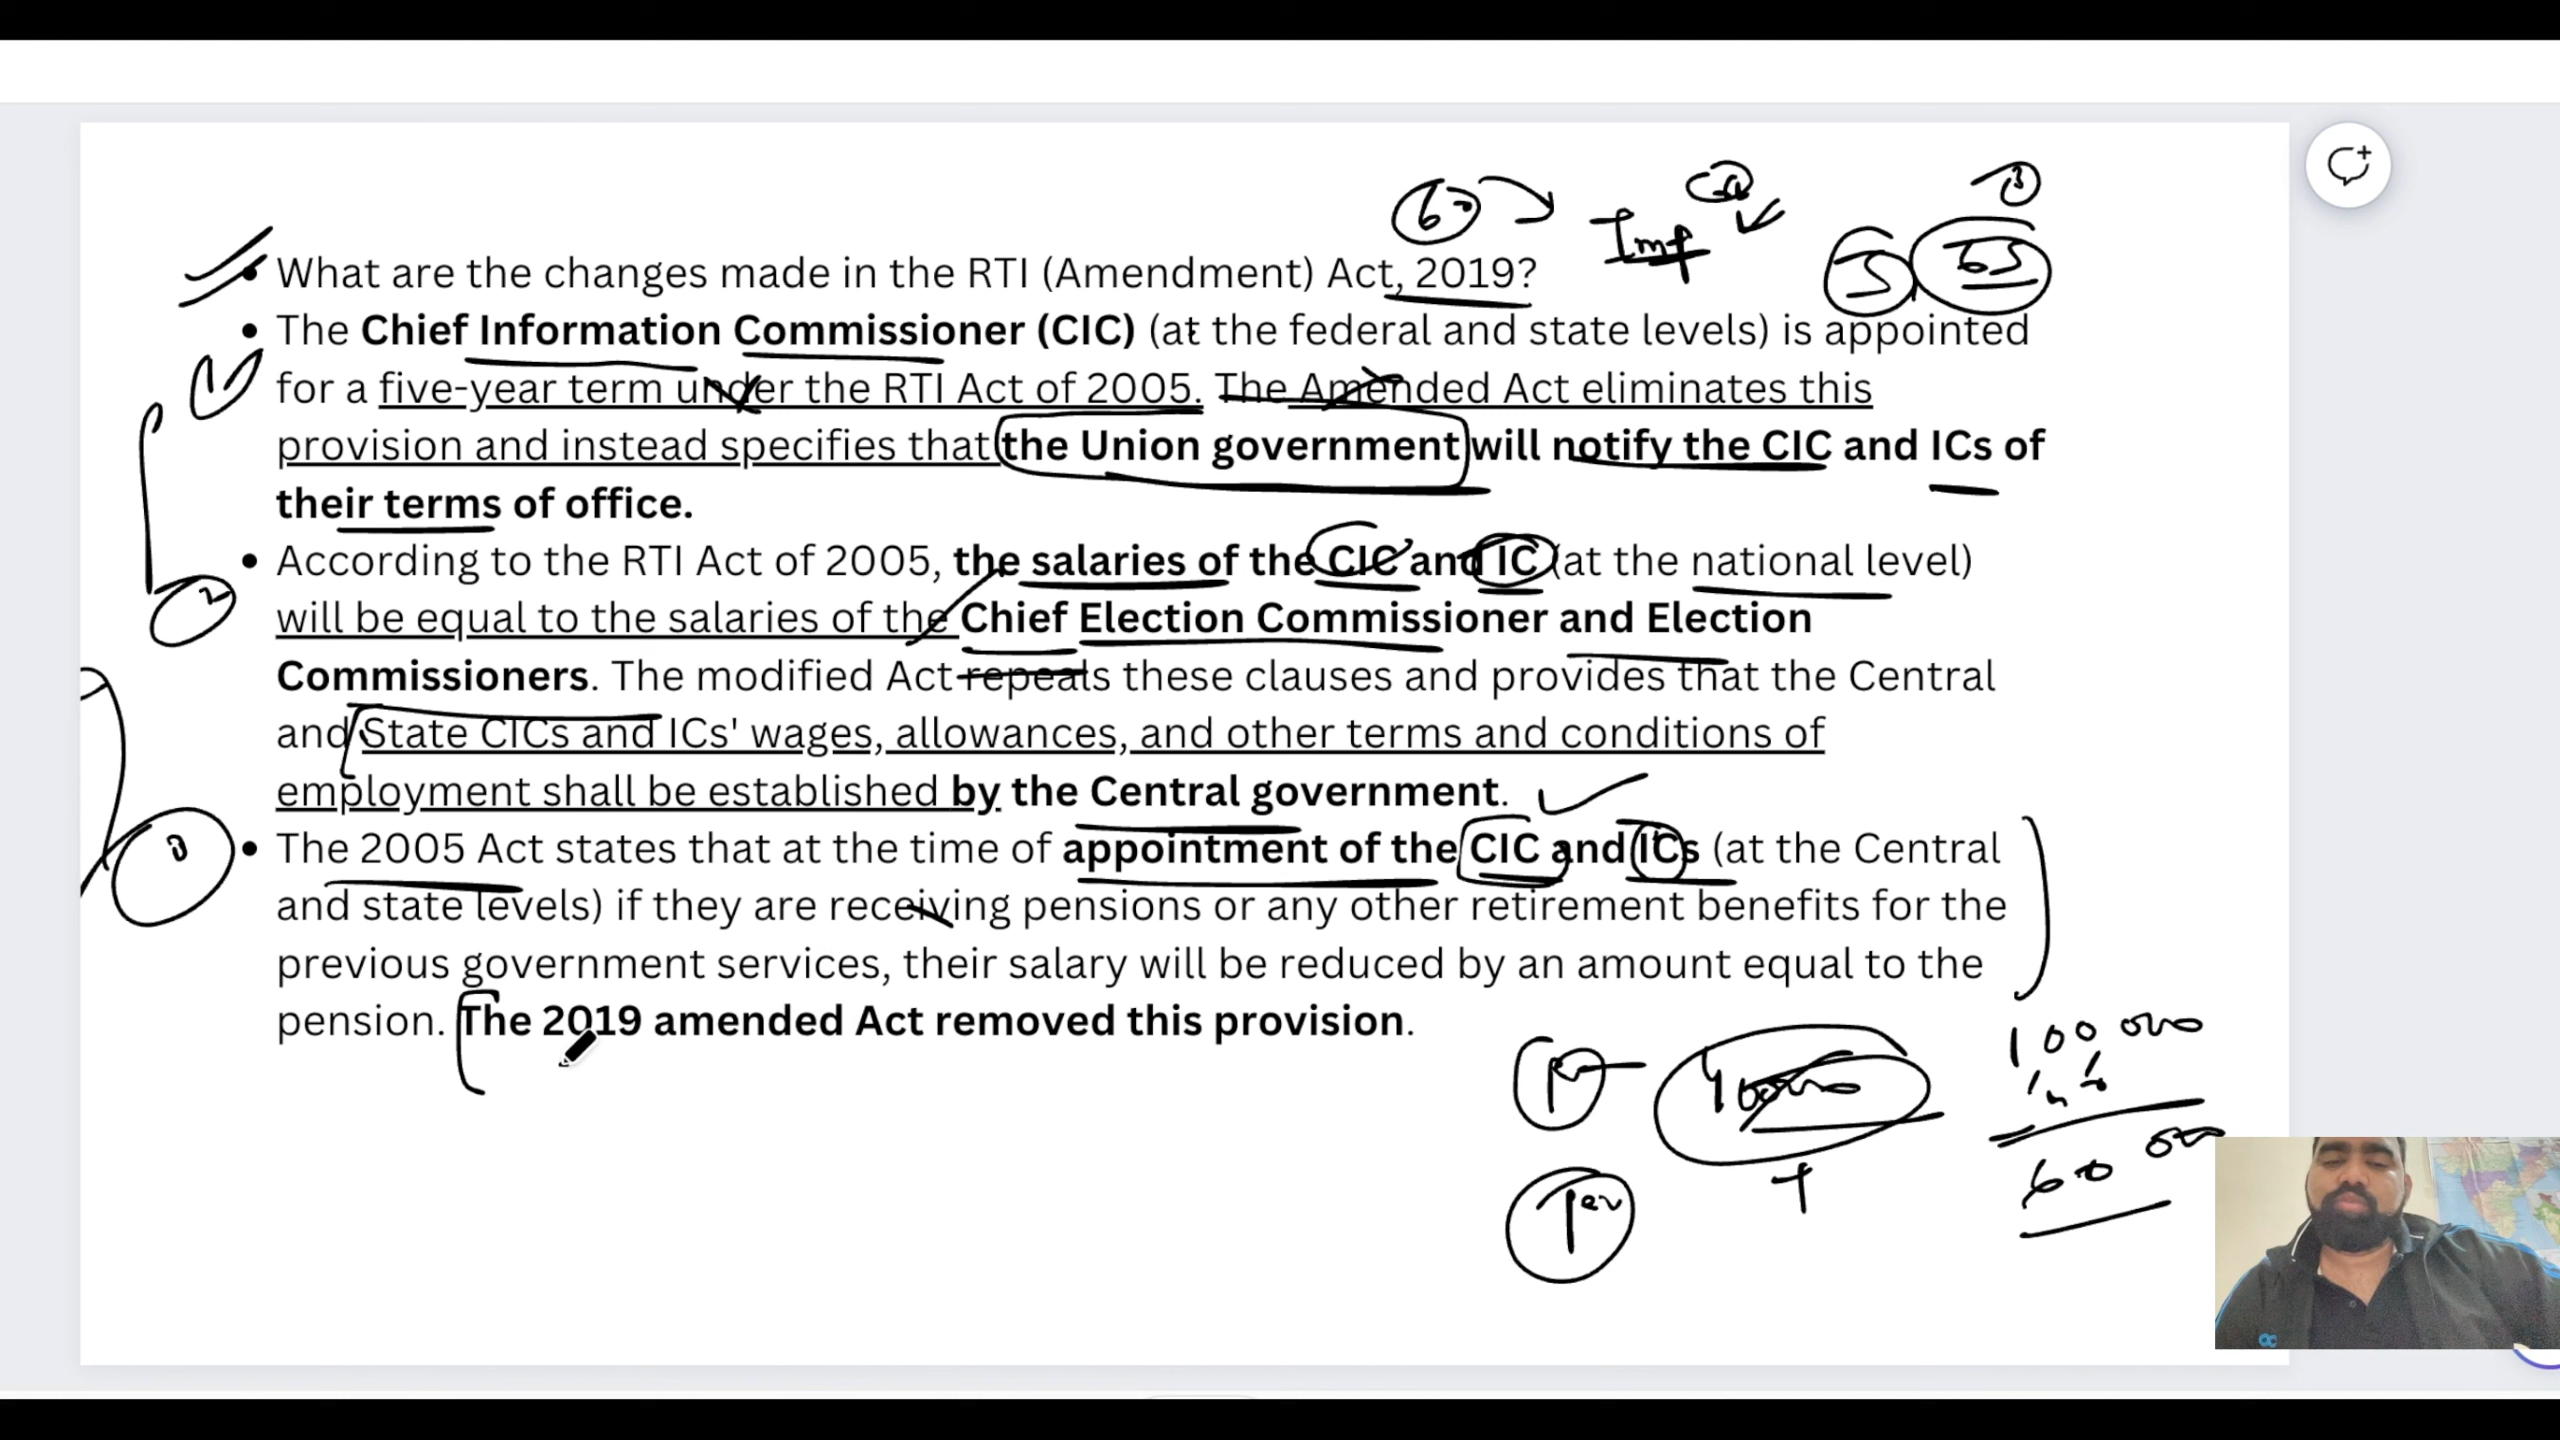 60
Imp
5
65
3
What are the changes made in the RTI (Amendment) Act, 2019?
The Chief Information Commissioner (CIC) (at the federal and state levels) is appointed
for a five-year term under the RTI Act of 2005. The Amended Act eliminates this
provision and instead specifies that the Union government will notify the CIC and ICs of
their terms of office.
According to the RTI Act of 2005, the salaries of the CIC and IC (at the national level)
will be equal to the salaries of the Chief Election Commissioner and Election
Commissioners. The modified Act repeals these clauses and provides that the Central
and State CICs and ICs' wages, allowances, and other terms and conditions of
employment shall be established by the Central government.
The 2005 Act states that at the time of appointment of the CIC and ICs (at the Central
and state levels) if they are receiving pensions or any other retirement benefits for the
previous government services, their salary will be reduced by an amount equal to the
pension. The 2019 amended Act removed this provision.
1
2
3